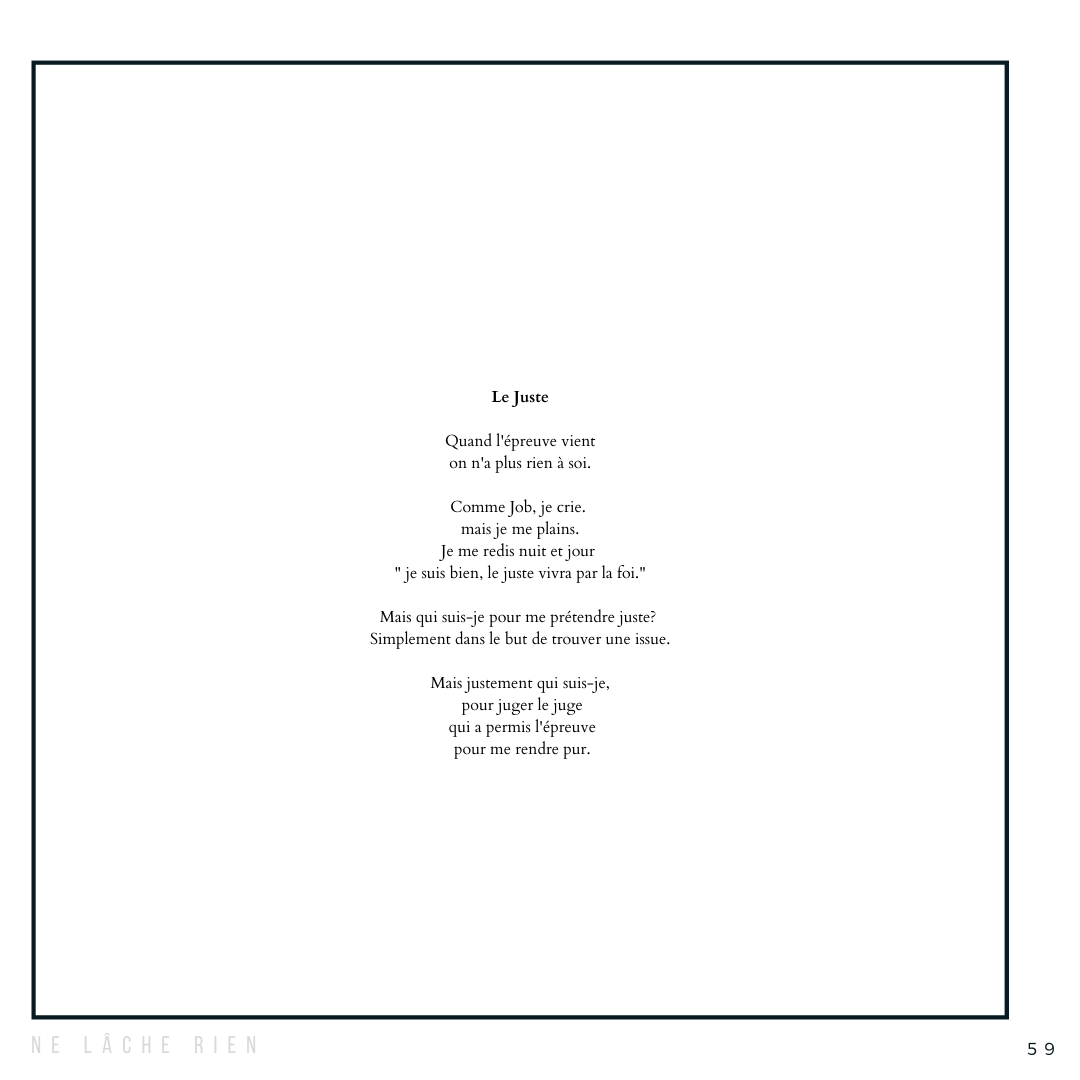 Le Juste
Quand l'épreuve vient
on n'a plus rien à soi.
Comme Job, je crie.
mais je me plains.
Je me redis nuit et jour
" je suis bien, le juste vivra par la foi."
Mais qui suis-je pour me prétendre juste?
Simplement dans le but de trouver une issue.
Mais justement qui suis-je,
pour juger le juge
qui a permis l'épreuve
pour me rendre pur.
NE LÂCHE RIEN
59